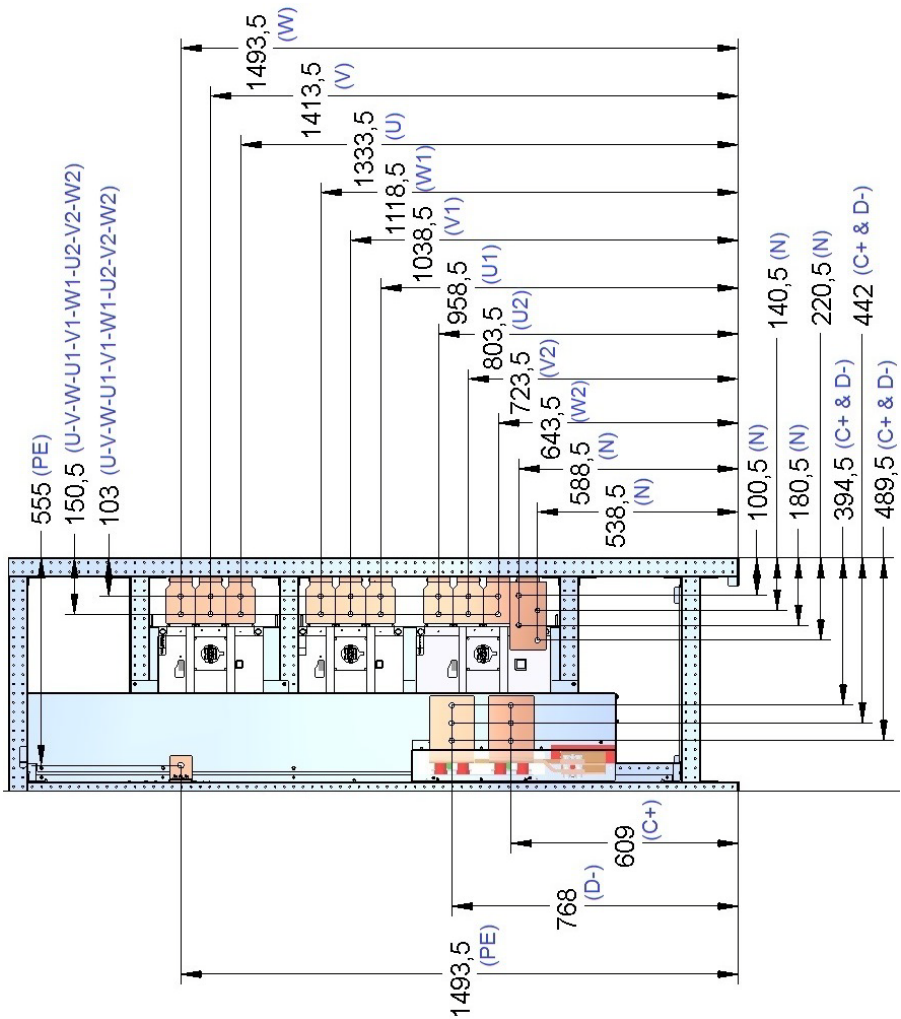 1493,5 (W)
1413,5 (V)
1333,5 (U)
1118,5 (W1)
1038,5 (V1)
958,5 (U1)
803,5 (U2)
723,5 (V2)
643,5 (W2)
588,5 (N)
538,5 (N)
555 (PE)
150,5 (U-V-W-U1-V1-W1-U2-V2-W2)
103 (U-V-W-U1-V1-W1-U2-V2-W2)
100,5 (N)
140,5 (N)
180,5 (N)
220,5 (N)
394,5 (C+ & D-)
442 (C+ & D-)
489,5 (C+ & D-)
609 (C+)
768 (D-)
1493,5 (PE)